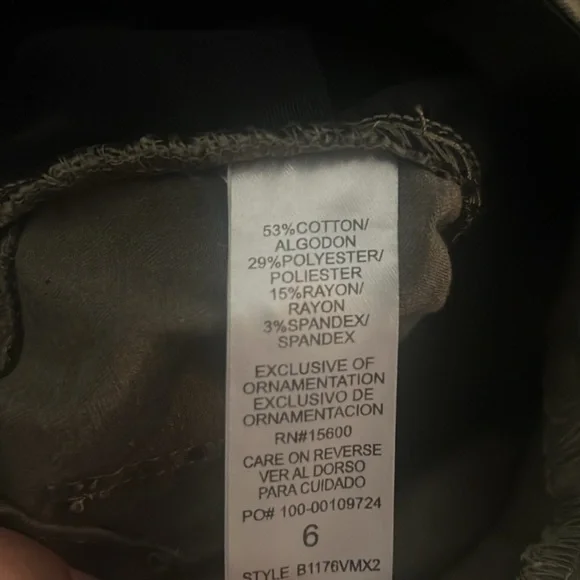 53%COTTON/
ALGODON
29%POLYESTER/
POLIESTER
15%RAYON/
RAYON
3%SPANDEX/
SPANDEX
EXCLUSIVE OF
ORNAMENTATION
EXCLUSIVO DE
ORNAMENTACION
RN#15600
CARE ON REVERSE
VER AL DORSO
PARA CUIDADO
PO# 100-00109724
6
STYLE B1176VMX2